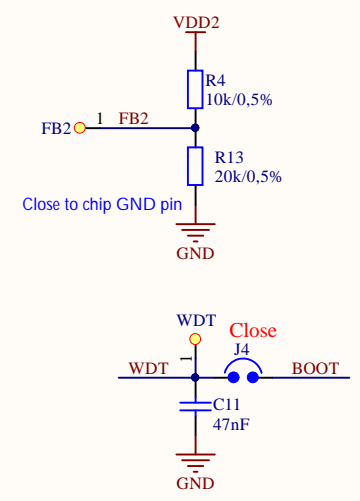 VDD2
R4
10k/0,5%
FB2 1 FB2
R13
20k/0,5%
Close to chip GND pin
GND
WDT
Close
1
J4
WDT
BOOT
C11
47nF
GND